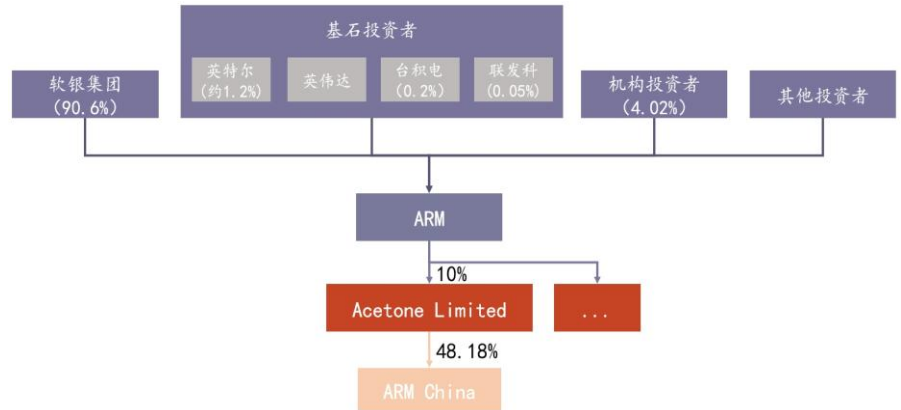 基石投资者
英特尔
(约1.2%)
英伟达
台积电
(0.2%)
联发科
(0.05%)
软银集团
(90.6%)
机构投资者
(4.02%)
其他投资者
ARM
10%
Acetone Limited
...
48.18%
ARM China